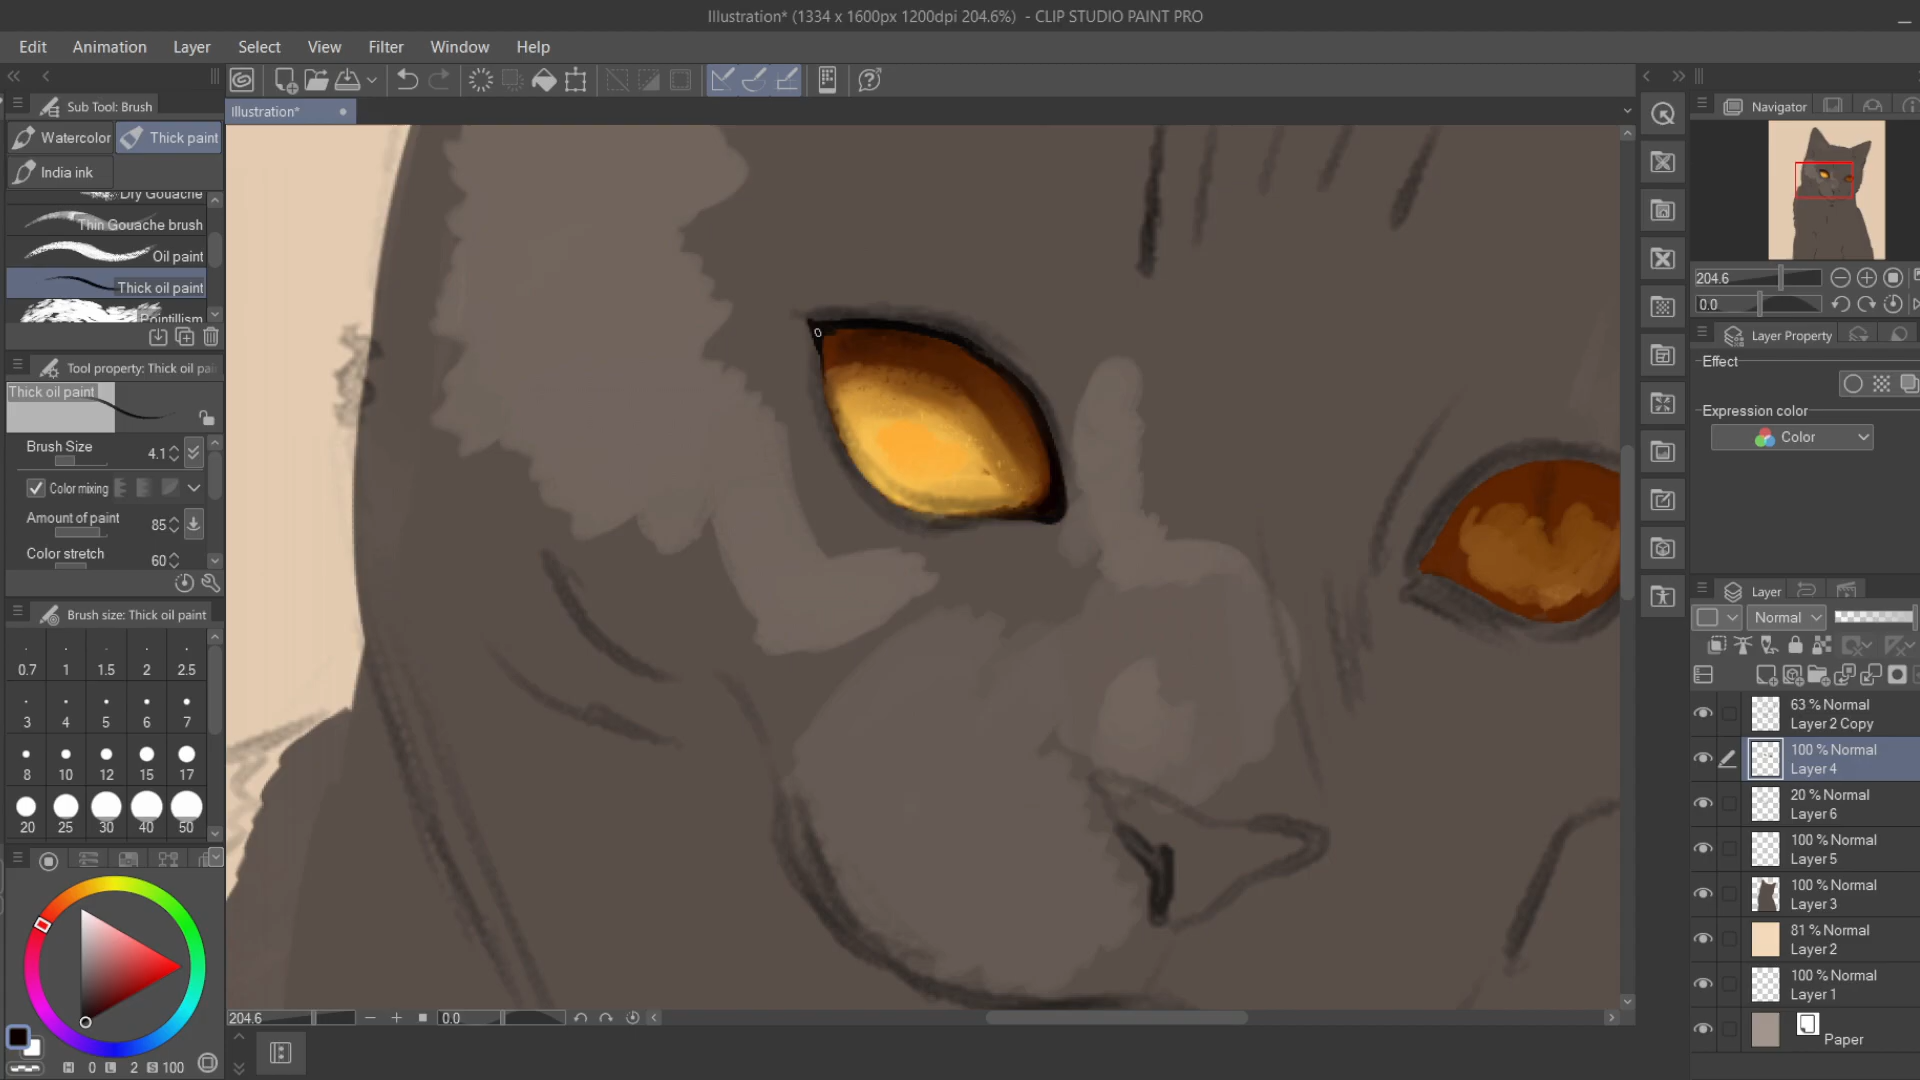 Illustration* (1334 x 1600px 1200dpi 204.6%) - CLIP STUDIO PAINT PRO
Edit Animation Layer Select View Filter Window Help
Sub Tool: Brush
Illustration*
Navigator
Watercolor
Thick paint
India ink
Dry Gouache
Thin Gouache brush
Oil paint
Thick oil paint
Pointillism
204.6
0.0
Layer Property
Effect
Expression color
Color
Tool property: Thick oil pai
Thick oil paint
Brush Size 4.1
Color mixing
Amount of paint 85
Color stretch 60
Brush size: Thick oil paint
0.7 1 1.5 2 2.5
3 4 5 6 7
8 10 12 15 17
20 25 30 40 50
Layer
Normal
63 % Normal
Layer 2 Copy
100 % Normal
Layer 4
20 % Normal
Layer 6
100 % Normal
Layer 5
100 % Normal
Layer 3
81 % Normal
Layer 2
100 % Normal
Layer 1
Paper
204.6
0.0
H 0 L 2 S 100